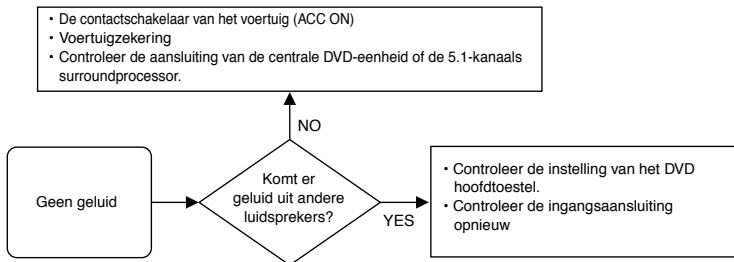 • De contactschakelaar van het voertuig (ACC ON)
• Voertuigzekering
• Controleer de aansluiting van de centrale DVD-eenheid of de 5.1-kanaals
surroundprocessor.
NO
Geen geluid
Komt er
geluid uit andere
luidsprekers?
YES
• Controleer de instelling van het DVD
hoofdtoestel.
• Controleer de ingangsaansluiting
opnieuw